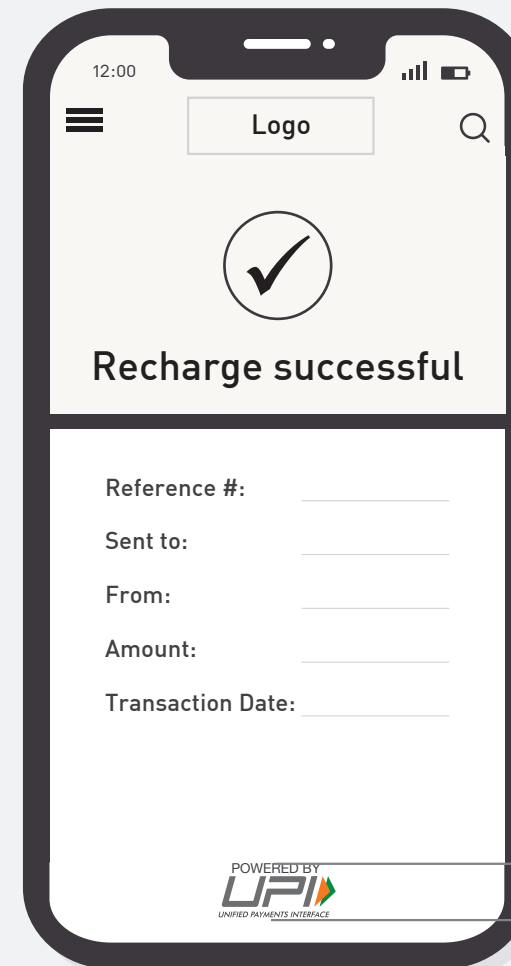 12:00
Logo
Recharge successful
Reference #:
Sent to:
From:
Amount:
Transaction Date:
POWERED BY
UPI
UNIFIED PAYMENTS INTERFACE